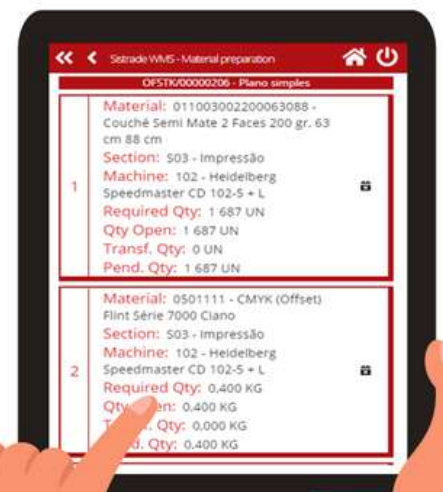 Sistrade WMS - Material preparation
OFSTK/00000206 - Plano simples
1
Material: 011003002200063088 -
Couché Semi Mate 2 Faces 200 gr. 63
cm 88 cm
Section: S03 - Impressão
Machine: 102 - Heidelberg
Speedmaster CD 102-5 + L
Required Qty: 1 687 UN
Qty Open: 1 687 UN
Transf. Qty: 0 UN
Pend. Qty: 1 687 UN
2
Material: 0501111 - CMYK (Offset)
Flint Série 7000 Ciano
Section: S03 - Impressão
Machine: 102 - Heidelberg
Speedmaster CD 102-5 + L
Required Qty: 0,400 KG
Qty en: 0,400 KG
Qty: 0,000 KG
Qty: 0,400 KG